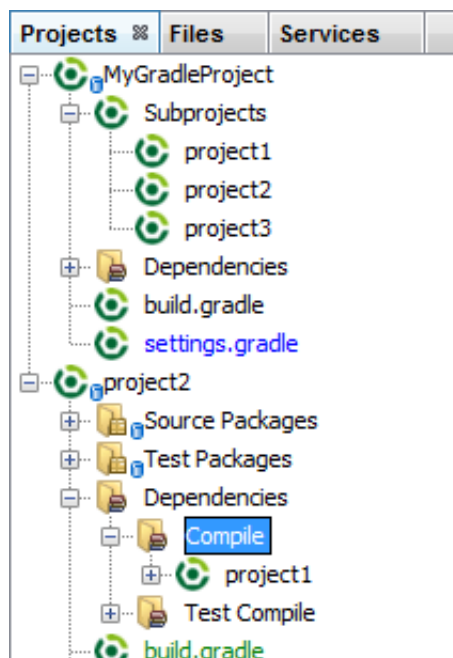 Projects Files Services
MyGradleProject
Subprojects
project1
project2
project3
Dependencies
build.gradle
settings.gradle
project2
Source Packages
Test Packages
Dependencies
Compile
project1
Test Compile
build.gradle